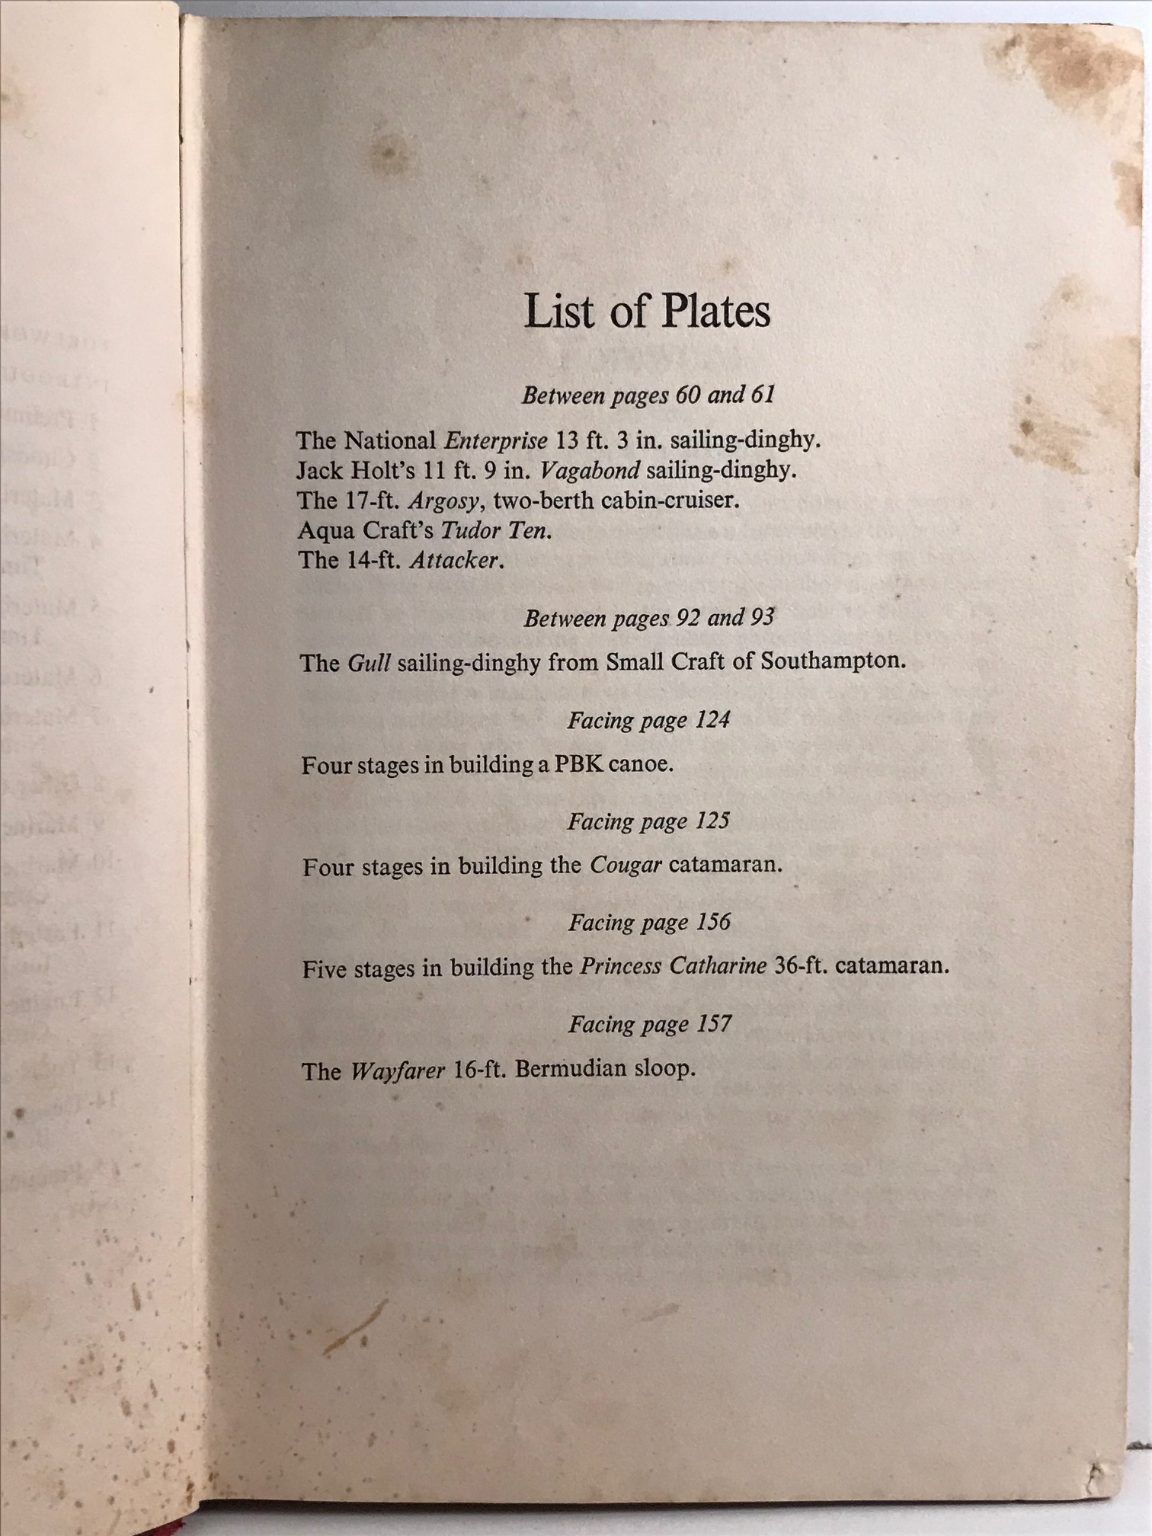 List of Plates
Between pages 60 and 61
The National Enterprise 13 ft. 3 in. sailing-dinghy.
Jack Holt's 11 ft. 9 in. Vagabond sailing-dinghy.
The 17-ft. Argosy, two-berth cabin-cruiser.
Aqua Craft's Tudor Ten.
The 14-ft. Attacker.
Between pages 92 and 93
The Gull sailing-dinghy from Small Craft of Southampton.
Facing page 124
Four stages in building a PBK canoe.
Facing page 125
Four stages in building the Cougar catamaran.
Facing page 156
Five stages in building the Princess Catharine 36-ft. catamaran.
Facing page 157
The Wayfarer 16-ft. Bermudian sloop.